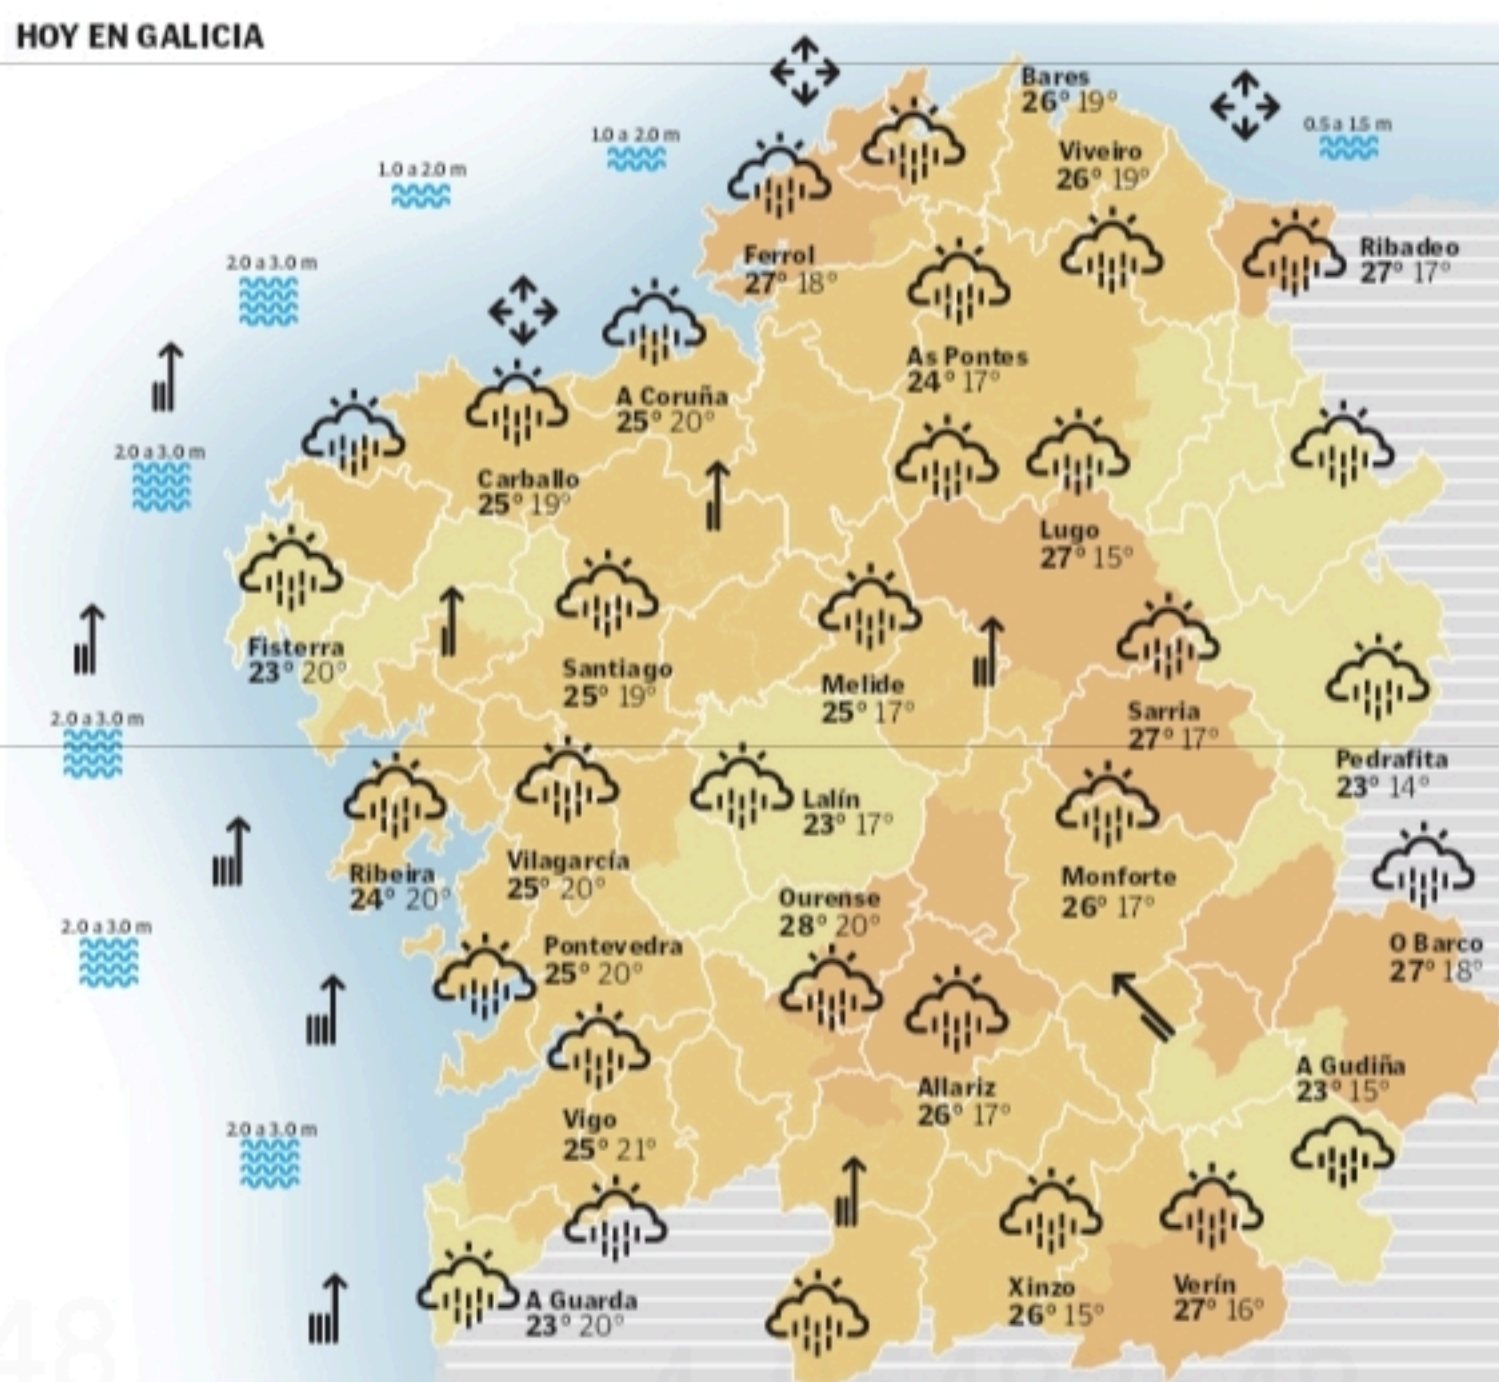 HOY EN GALICIA
Bares
26° 19°
1.0 a 2.0 m
0.5 a 1.5 m
Viveiro
26° 19°
1.0 a 2.0 m
Ferrol
27° 18°
Ribadeo
27° 17°
2.0 a 3.0 m
As Pontes
24° 17°
A Coruña
25° 20°
2.0 a 3.0 m
Carballo
25° 19°
Lugo
27° 15°
Fisterra
23° 20°
Santiago
25° 19°
Melide
25° 17°
Sarria
27° 17°
2.0 a 3.0 m
Pedrafita
23° 14°
Lalín
23° 17°
Vilagarcía
25° 20°
Ribeira
24° 20°
Monforte
26° 17°
Ourense
28° 20°
2.0 a 3.0 m
Pontevedra
25° 20°
O Barco
27° 18°
A Gudiña
23° 15°
Allariz
26° 17°
2.0 a 3.0 m
Vigo
25° 21°
Xinzo
26° 15°
Verín
27° 16°
A Guarda
23° 20°
48